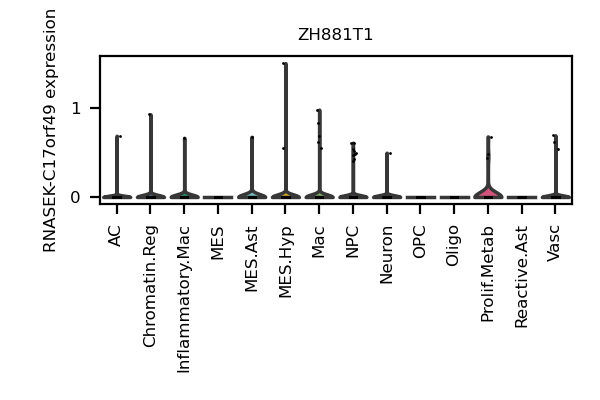 ZH881T1
RNASEK-C17orf49 expression
1
0
AC
Chromatin.Reg
Inflammatory.Mac
MES
MES.Ast
MES.Hyp
Mac
NPC
Neuron
OPC
Oligo
Prolif.Metab
Reactive.Ast
Vasc